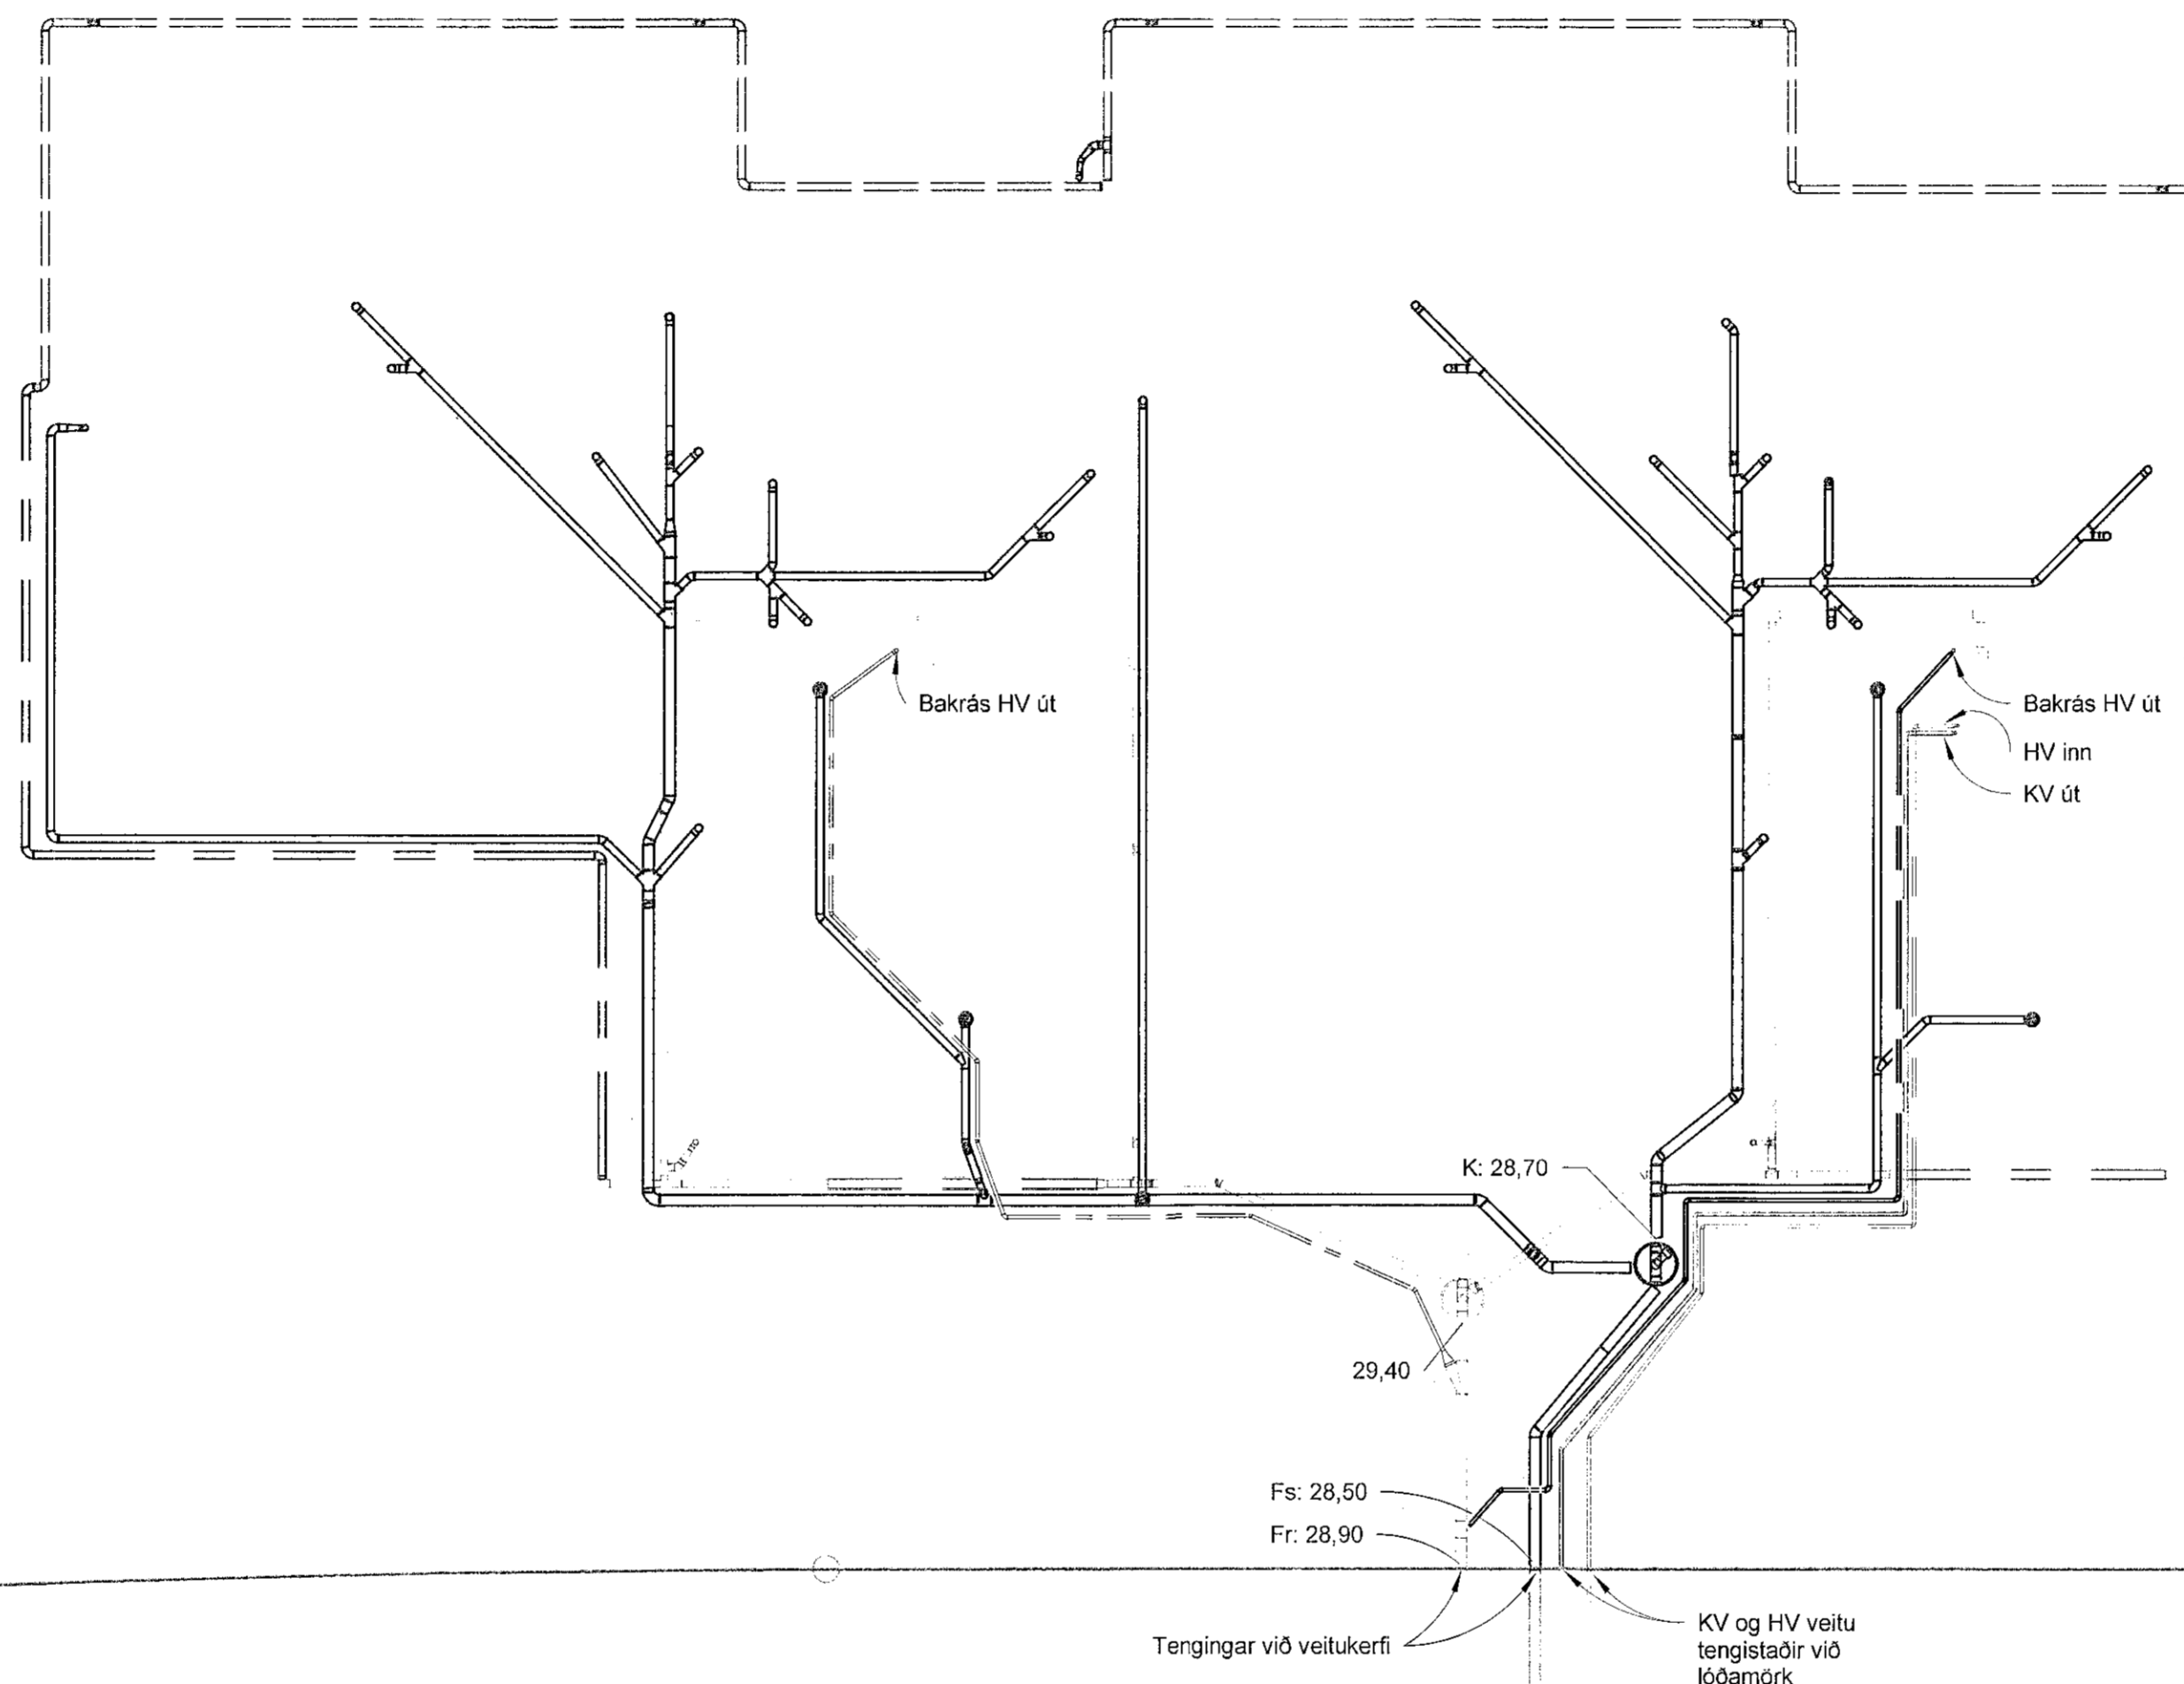 Bakrás HV út
Bakrás HV út
HV inn
KV út
K: 28,70
29,40
Fs: 28,50
Fr: 28,90
Tengingar við veitukerfi
KV og HV veitu
tengistaðir við
lóðamörk